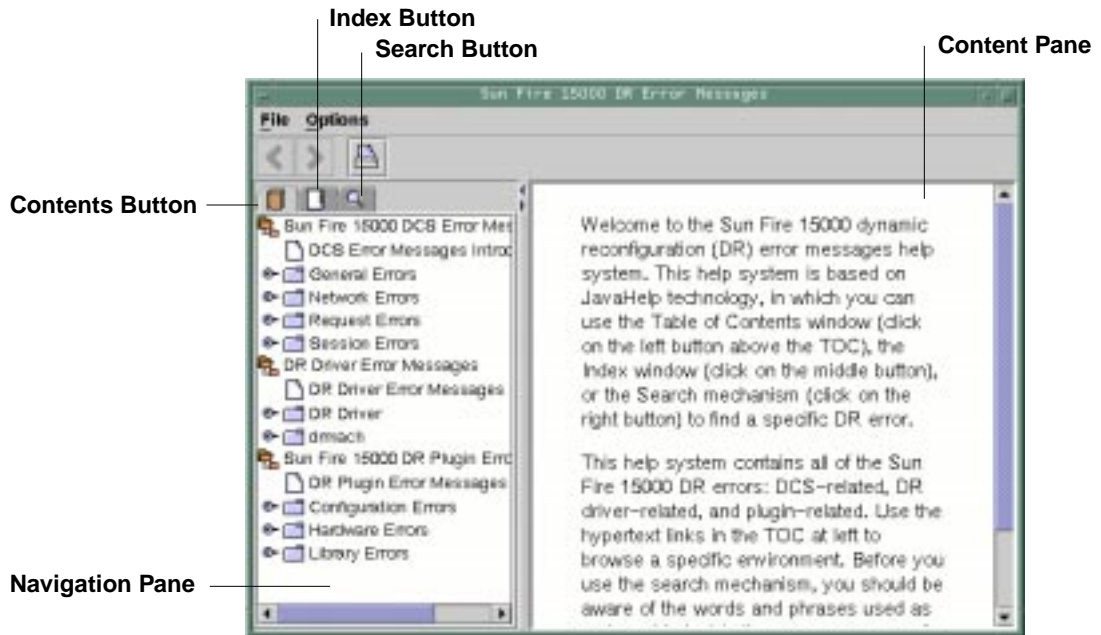 Index Button
Search Button
Content Pane
Sun Fire 15000 DR Error Messages
File Options
Contents Button
Sun Fire 15000 DCS Error Mes
DCS Error Messages Introd
General Errors
Network Errors
Request Errors
Session Errors
DR Driver Error Messages
DR Driver Error Messages
DR Driver
drmach
Sun Fire 15000 DR Plugin Erro
DR Plugin Error Messages
Configuration Errors
Hardware Errors
Library Errors
Navigation Pane
Welcome to the Sun Fire 15000 dynamic
reconfiguration (DR) error messages help
system. This help system is based on
JavaHelp technology, in which you can
use the Table of Contents window (click
on the left button above the TOC), the
Index window (click on the middle button),
or the Search mechanism (click on the
right button) to find a specific DR error.
This help system contains all of the Sun
Fire 15000 DR errors: DCS-related, DR
driver-related, and plugin-related. Use the
hypertext links in the TOC at left to
browse a specific environment. Before you
use the search mechanism, you should be
aware of the words and phrases used as